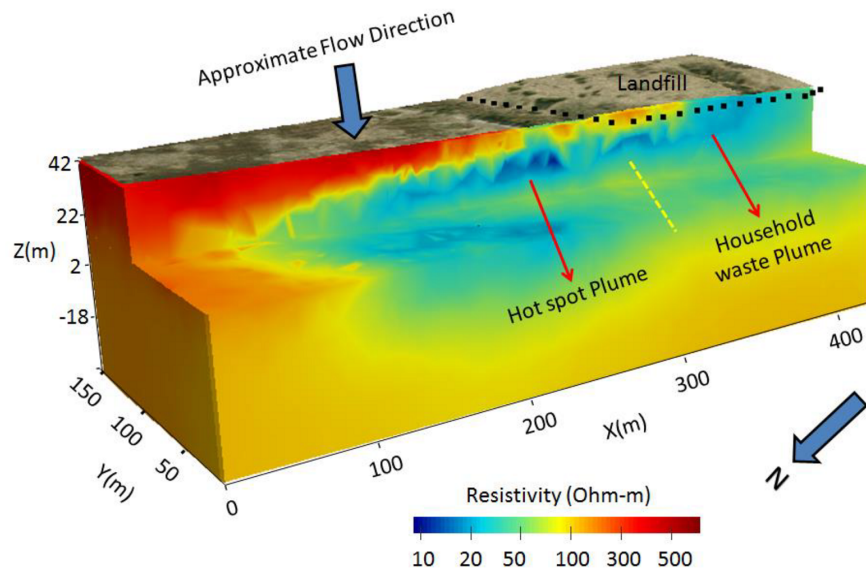 Approximate Flow Direction
Landfill
42
22
Z(m)
2
-18
Household
waste Plume
Hot spot Plume
150
100
50
Y(m)
0
100
200
300
400
X(m)
N
Resistivity (Ohm-m)
10 20 50 100 300 500